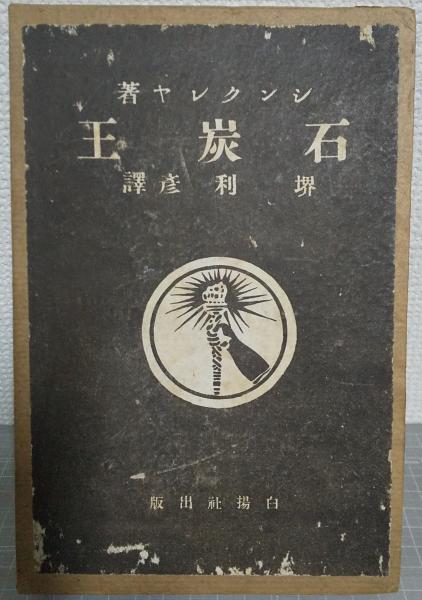 シンクレヤ著
石炭王
堺利彦譯
白揚社出版